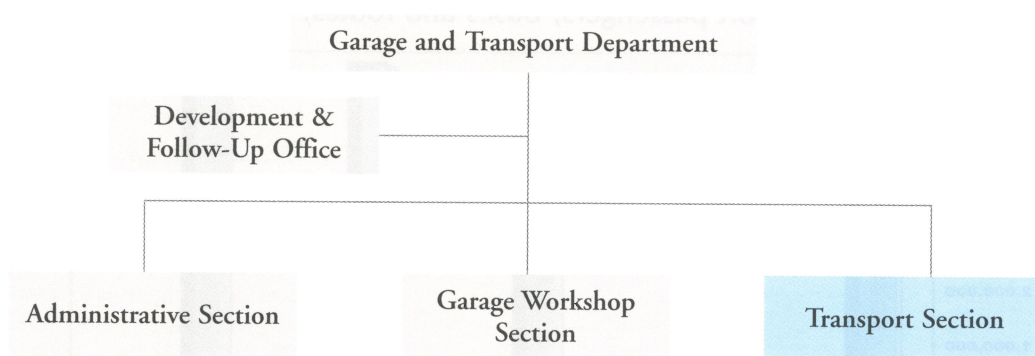 Garage and Transport Department
Development &
Follow-Up Office
Administrative Section
Garage Workshop
Section
Transport Section